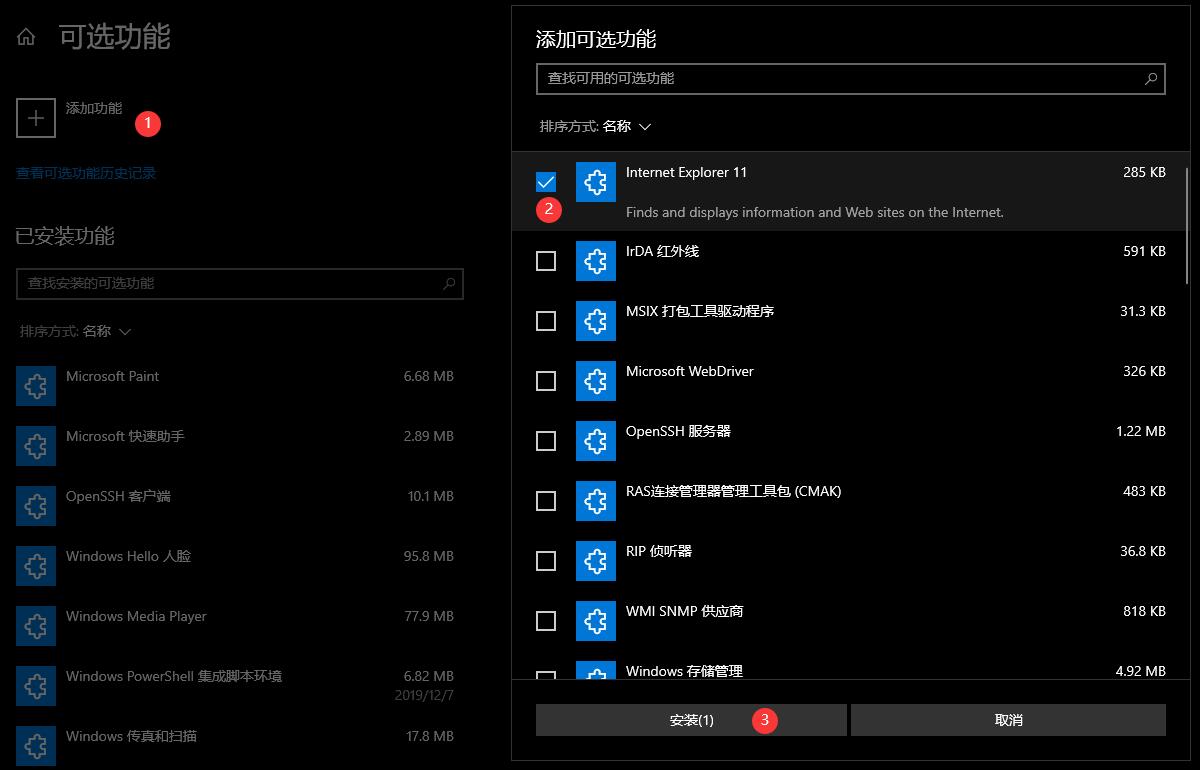 可选功能
添加功能
1
查看可选功能历史记录
已安装功能
查找安装的可选功能
排序方式: 名称
Microsoft Paint 6.68 MB
Microsoft 快速助手 2.89 MB
OpenSSH 客户端 10.1 MB
Windows Hello 人脸 95.8 MB
Windows Media Player 77.9 MB
Windows PowerShell 集成脚本环境 6.82 MB
2019/12/7
Windows 传真和扫描 17.8 MB
添加可选功能
查找可用的可选功能
排序方式: 名称
Internet Explorer 11 285 KB
2
Finds and displays information and Web sites on the Internet.
IrDA 红外线 591 KB
MSIX 打包工具驱动程序 31.3 KB
Microsoft WebDriver 326 KB
OpenSSH 服务器 1.22 MB
RAS连接管理器管理工具包 (CMAK) 483 KB
RIP 侦听器 36.8 KB
WMI SNMP 供应商 818 KB
Windows 存储管理 4.92 MB
安装(1) 3 取消